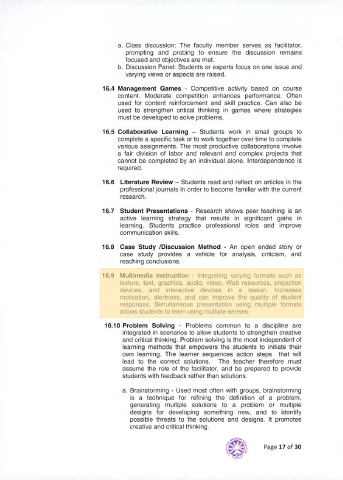 a. Class discussion: The faculty member serves as facilitator,
prompting and probing to ensure the discussion remains
focused and objectives are met.
b. Discussion Panel: Students or experts focus on one issue and
varying views or aspects are raised.
16.4 Management Games - Competitive activity based on course
content. Moderate competition enhances performance. Often
used for content reinforcement and skill practice. Can also be
used to strengthen critical thinking in games where strategies
must be developed to solve problems.
16.5 Collaborative Learning – Students work in small groups to
complete a specific task or to work together over time to complete
various assignments. The most productive collaborations involve
a fair division of labor and relevant and complex projects that
cannot be completed by an individual alone. Interdependence is
required.
16.6 Literature Review – Students read and reflect on articles in the
professional journals in order to become familiar with the current
research.
16.7 Student Presentations - Research shows peer teaching is an
active learning strategy that results in significant gains in
learning. Students practice professional roles and improve
communication skills.
16.8 Case Study /Discussion Method - An open ended story or
case study provides a vehicle for analysis, criticism, and
reaching conclusions.
16.9 Multimedia Instruction - Integrating varying formats such as
lecture, text, graphics, audio, video, Web resources, projection
devices, and interactive devices in a lesson, increases
motivation, alertness, and can improve the quality of student
responses. Simultaneous presentation using multiple formats
allows students to learn using multiple senses.
16.10 Problem Solving - Problems common to a discipline are
integrated in scenarios to allow students to strengthen creative
and critical thinking. Problem solving is the most independent of
learning methods that empowers the students to initiate their
own learning. The learner sequences action steps that will
lead to the correct solutions. The teacher therefore must
assume the role of the facilitator, and be prepared to provide
students with feedback rather than solutions.
a. Brainstorming - Used most often with groups, brainstorming
is a technique for refining the definition of a problem,
generating multiple solutions to a problem or multiple
designs for developing something new, and to identify
possible threats to the solutions and designs. It promotes
creative and critical thinking.
Page 17 of 30